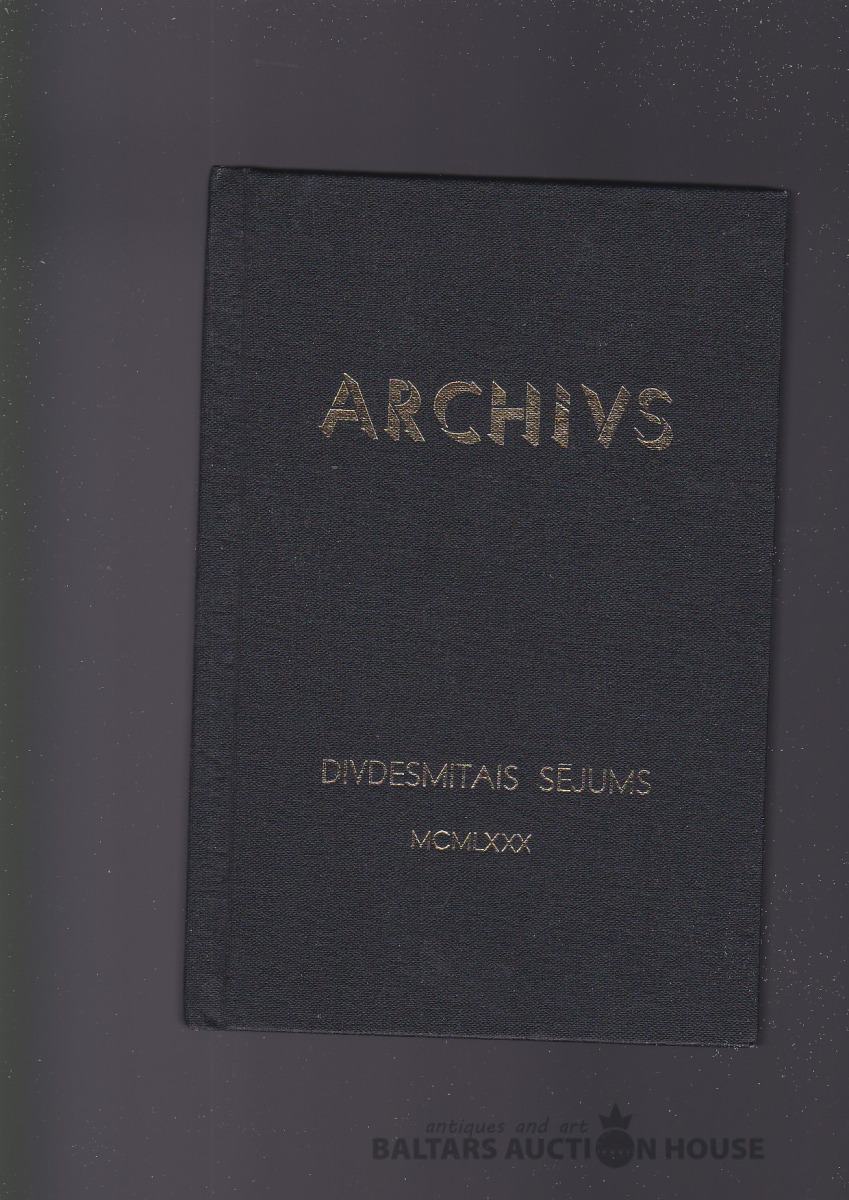 ARCHIVS
DIVDESMITAIS SĒJUMS
MCMLXXX
antiques and art
BALTARS AUCTION HOUSE